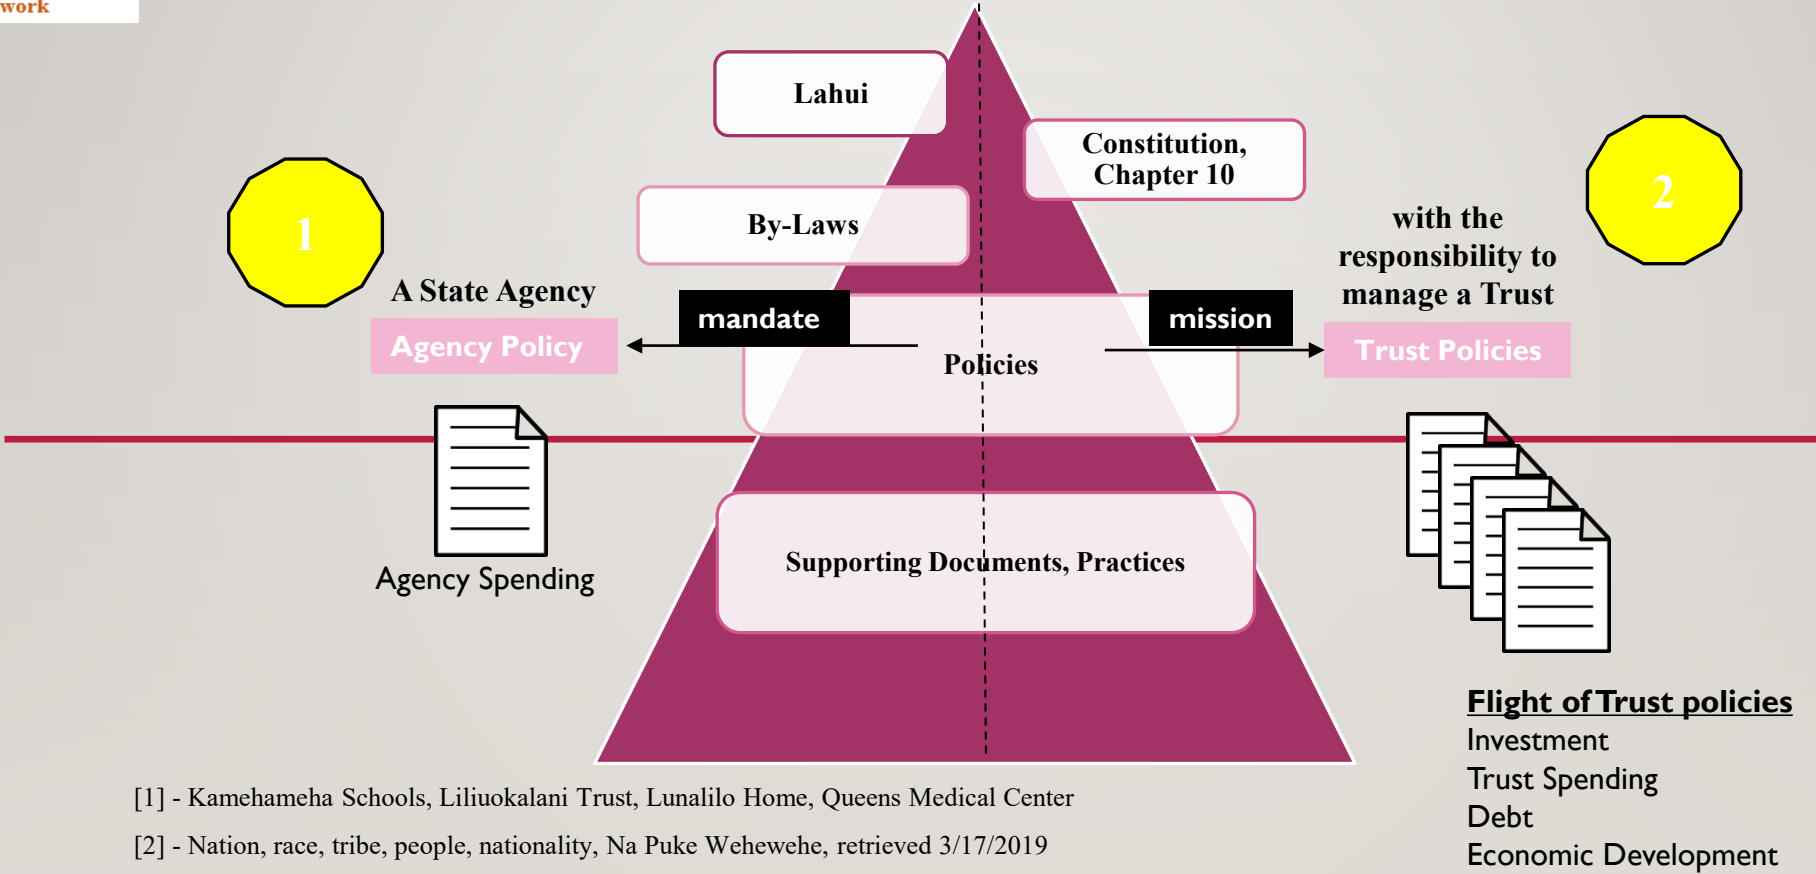 work
Lahui
Constitution,
Chapter 10
1
2
By-Laws
with the
responsibility to
manage a Trust
A State Agency
mandate
mission
Agency Policy
Policies
Trust Policies
Supporting Documents, Practices
Agency Spending
Flight of Trust policies
Investment
Trust Spending
Debt
Economic Development
[1] - Kamehameha Schools, Liliuokalani Trust, Lunalilo Home, Queens Medical Center
[2] - Nation, race, tribe, people, nationality, Na Puke Wehewehe, retrieved 3/17/2019